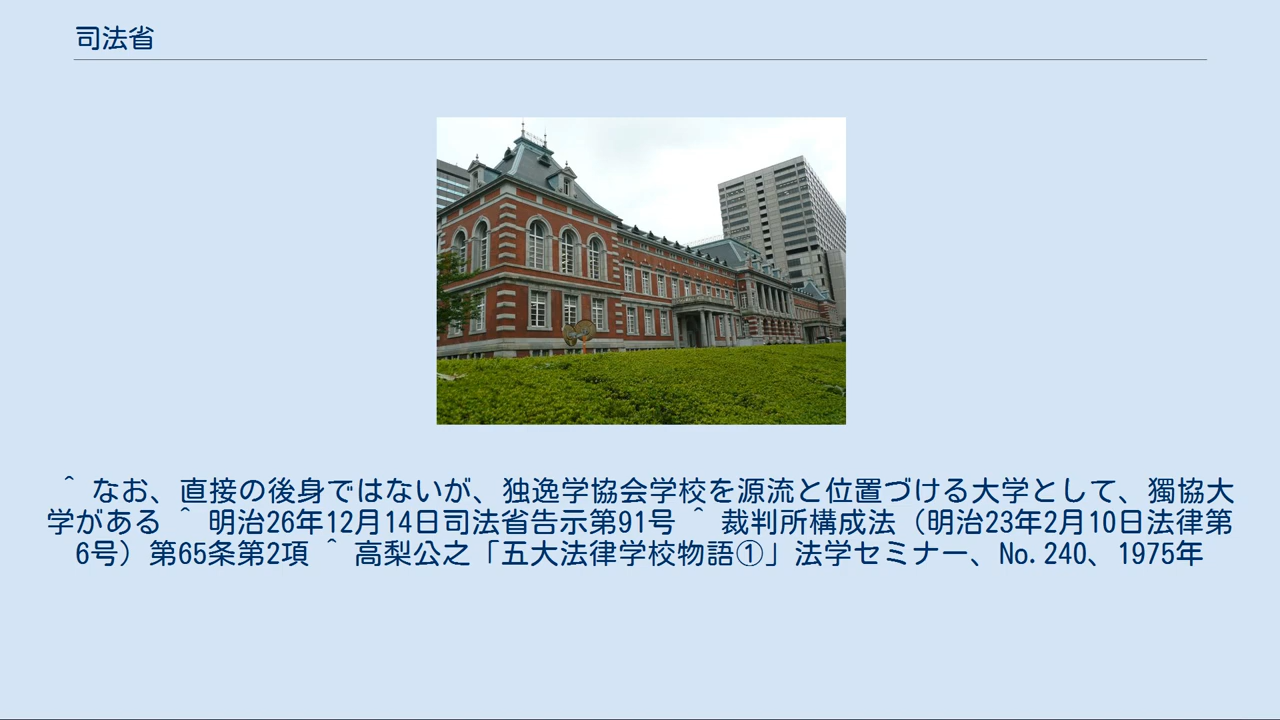 司法省
^ なお、直接の後身ではないが、独逸学協会学校を源流と位置づける大学として、獨協大
学がある ^ 明治26年12月14日司法省告示第91号 ^ 裁判所構成法（明治23年2月10日法律第
6号）第65条第2項 ^ 高梨公之「五大法律学校物語①」法学セミナー、No.240、1975年